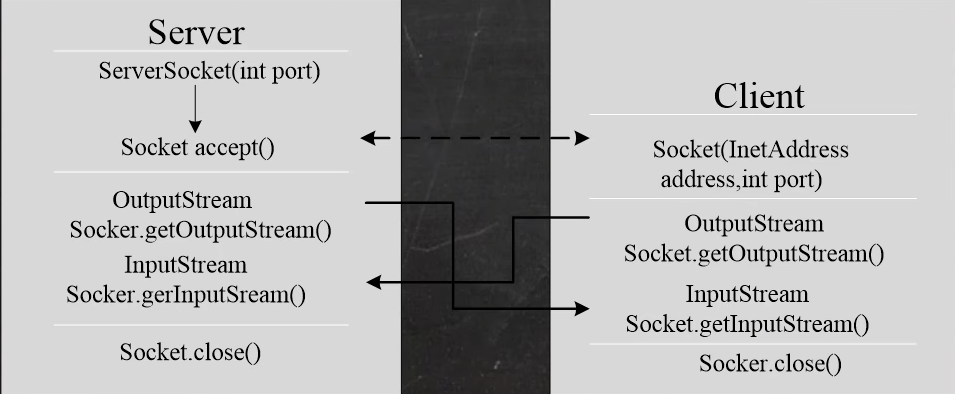 Server
ServerSocket(int port)
Socket accept()
OutputStream
Socker.getOutputStream()
InputStream
Socker.gerInputSream()
Socket.close()
Client
Socket(InetAddress
address,int port)
OutputStream
Socket.getOutputStream()
InputStream
Socket.getInputStream()
Socker.close()